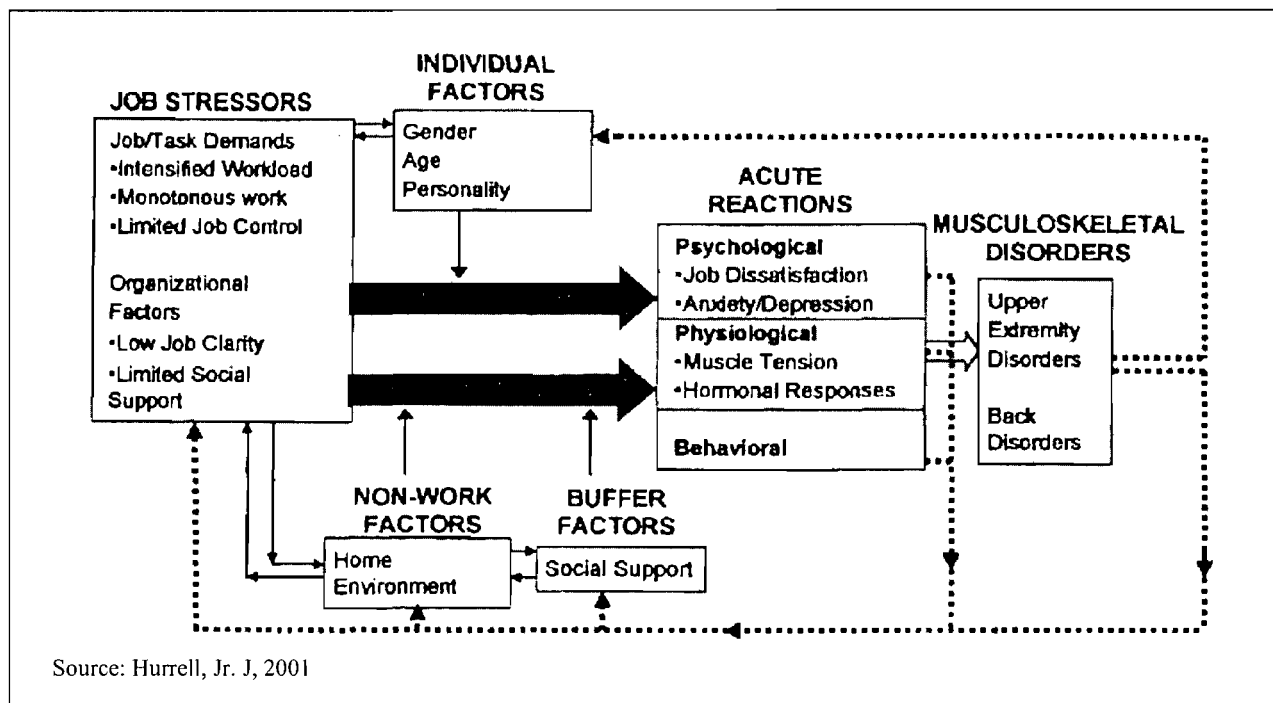 JOB STRESSORS
Job/Task Demands
•Intensified Workload
•Monotonous work
•Limited Job Control
Organizational
Factors
•Low Job Clarity
•Limited Social
Support
INDIVIDUAL
FACTORS
Gender
Age
Personality
ACUTE
REACTIONS
Psychological
•Job Dissatisfaction
•Anxiety/Depression
Physiological
•Muscle Tension
•Hormonal Responses
Behavioral
MUSCULOSKELETAL
DISORDERS
Upper
Extremity
Disorders
Back
Disorders
NON-WORK
FACTORS
Home
Environment
BUFFER
FACTORS
Social Support
Source: Hurrell, Jr. J, 2001